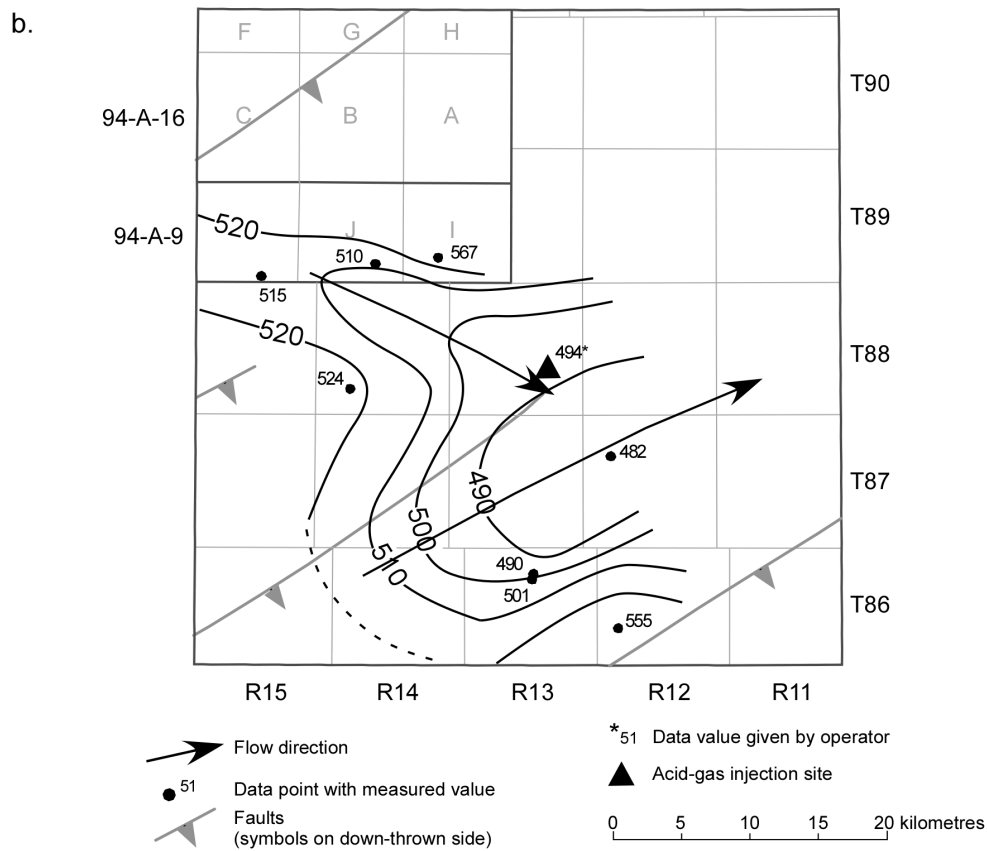 b.
F G H
T90
94-A-16
C B A
T89
520
J I
94-A-9
510 567
515
520
494*
T88
524
482
490
T87
500
510
490
501
T86
555
R15 R14 R13 R12 R11
Flow direction
*51 Data value given by operator
51
Data point with measured value
Acid-gas injection site
Faults
(symbols on down-thrown side)
0 5 10 15 20 kilometres